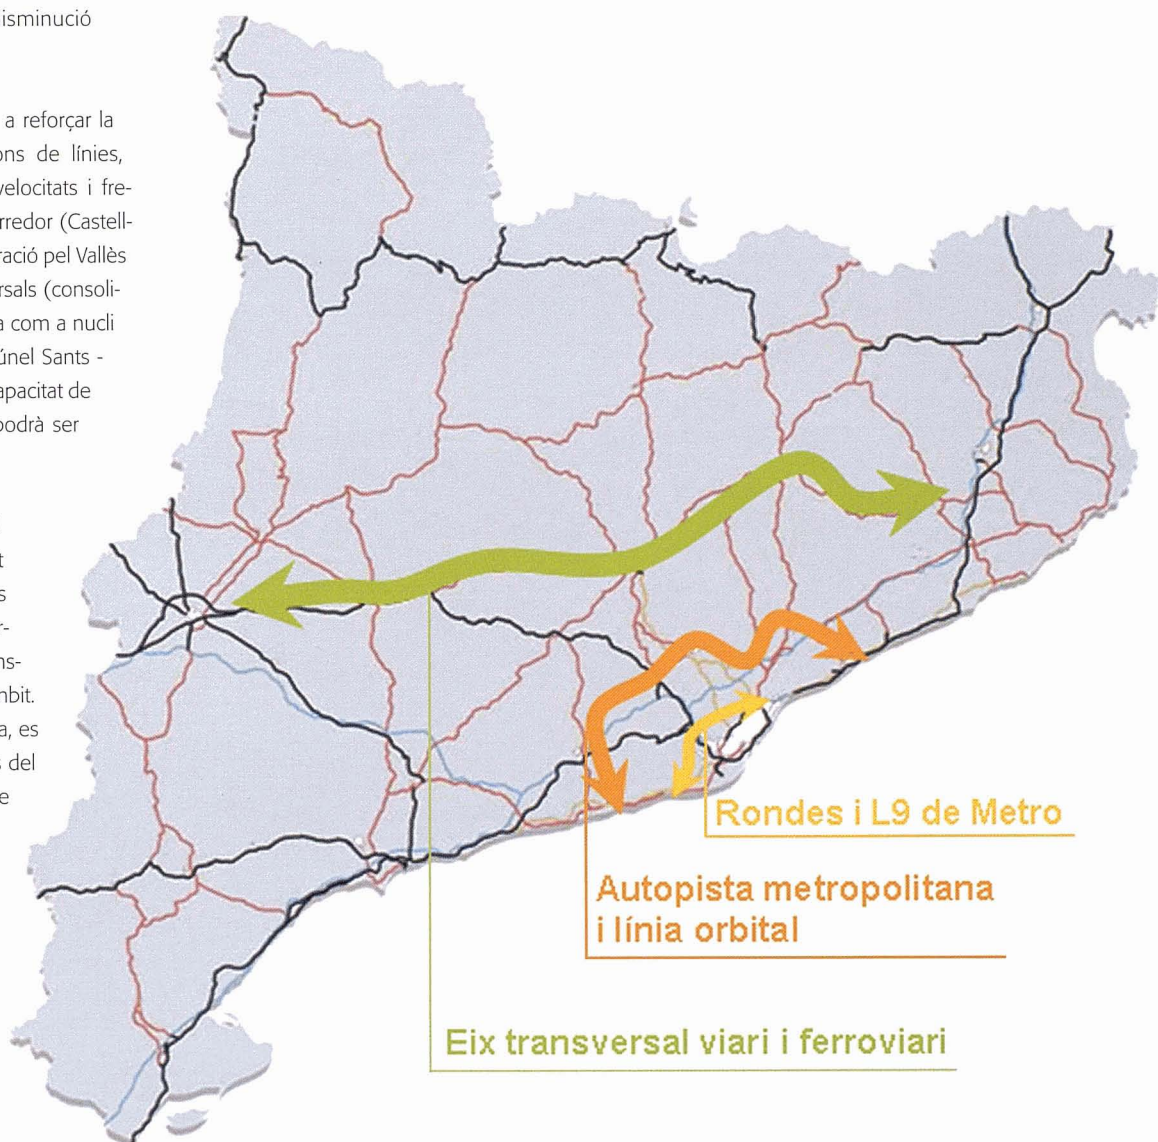 isminució
a reforçar la
ons de línies,
velocitats i fre-
rredor (Castell-
ració pel Vallès
rsals (consoli-
a com a nucli
únel Sants -
apacitat de
podrà ser
t
s
r-
ns-
mbit.
a, es
s del
e
Rondes i L9 de Metro
Autopista metropolitana
i línia orbital
Eix transversal viari i ferroviari